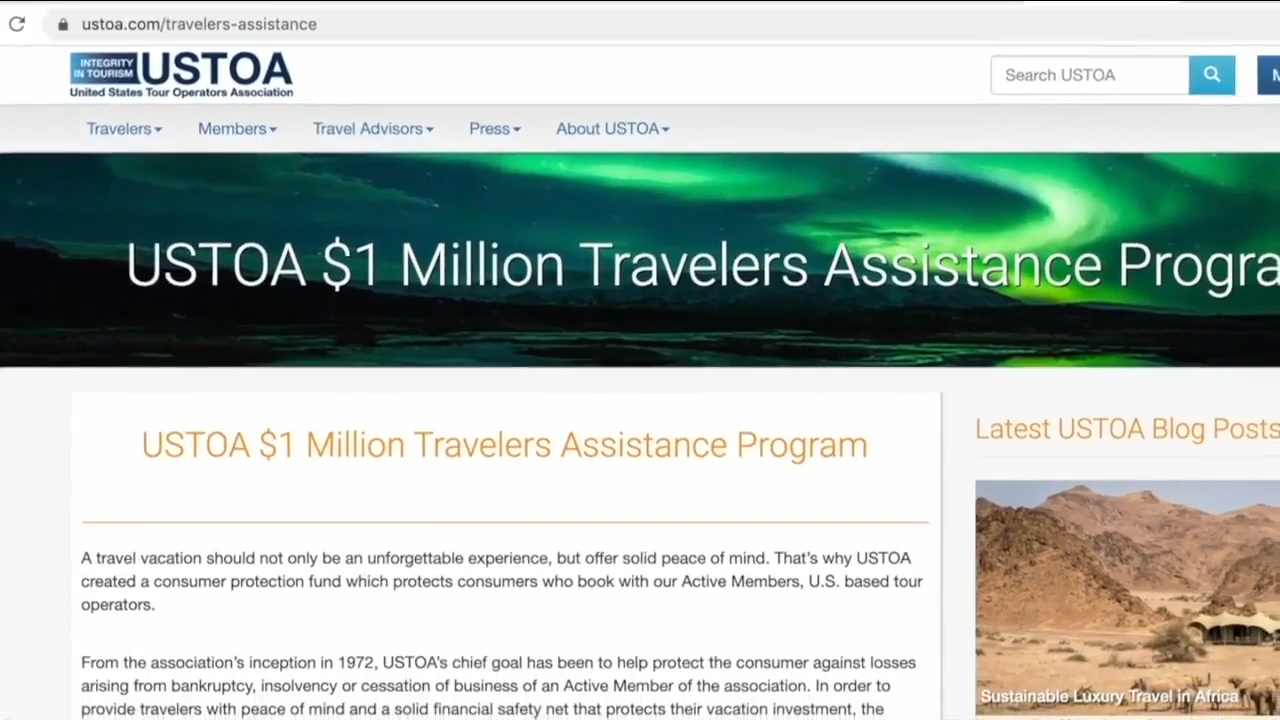 ustoa.com/travelers-assistance
INTEGRITY
IN TOURISM
USTOA
United States Tour Operators Association
Search USTOA
M
Travelers
Members
Travel Advisors
Press
About USTOA
USTOA $1 Million Travelers Assistance Progra
USTOA $1 Million Travelers Assistance Program
A travel vacation should not only be an unforgettable experience, but offer solid peace of mind. That’s why USTOA
created a consumer protection fund which protects consumers who book with our Active Members, U.S. based tour
operators.
From the association’s inception in 1972, USTOA’s chief goal has been to help protect the consumer against losses
arising from bankruptcy, insolvency or cessation of business of an Active Member of the association. In order to
provide travelers with peace of mind and a solid financial safety net that protects their vacation investment, the
Latest USTOA Blog Posts
Sustainable Luxury Travel in Africa